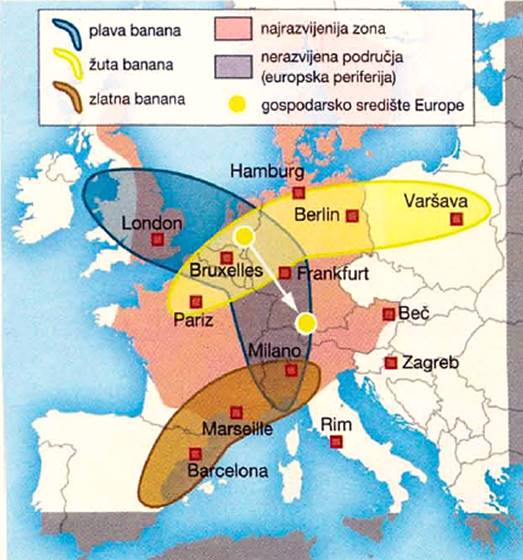 plava banana
žuta banana
zlatna banana
najrazvijenija zona
nerazvijena područja
(europska periferija)
gospodarsko središte Europe
Hamburg
Berlin
Varšava
London
Bruxelles
Frankfurt
Pariz
Beč
Milano
Zagreb
Marseille
Rim
Barcelona